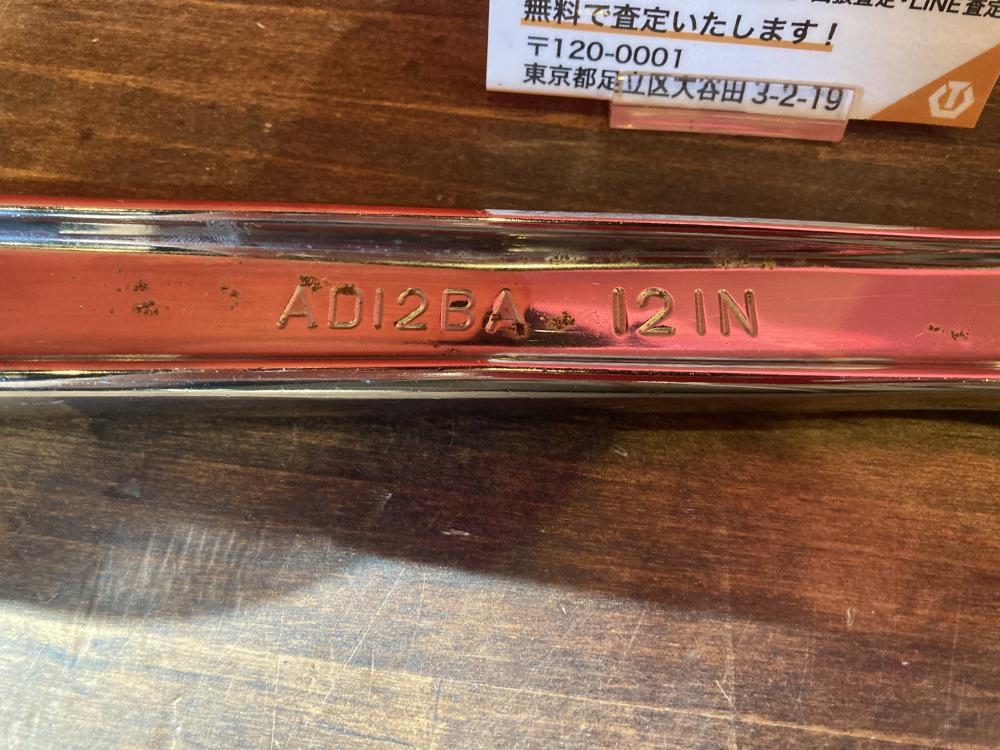 無料で査定いたします！
〒120-0001
東京都足立区大谷田 3-2-19
AD12BA 12IN